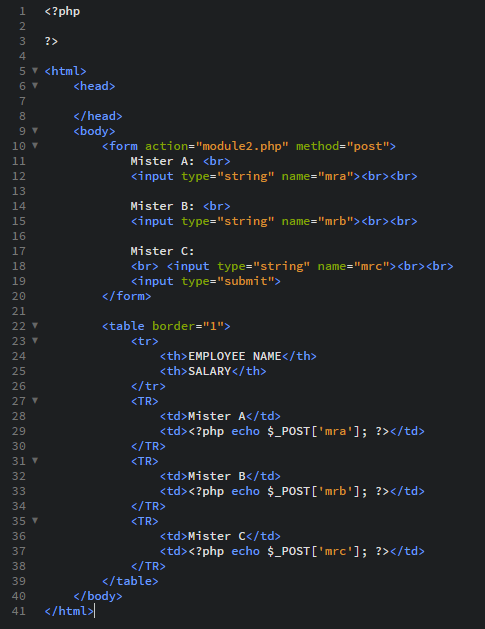 1 <?php
2
3 ?>
4
5 <html>
6 <head>
7
8 </head>
9 <body>
10 <form action="module2.php" method="post">
11 Mister A: <br>
12 <input type="string" name="mra"><br><br>
13
14 Mister B: <br>
15 <input type="string" name="mrb"><br><br>
16
17 Mister C:
18 <br> <input type="string" name="mrc"><br><br>
19 <input type="submit">
20 </form>
21
22 <table border="1">
23 <tr>
24 <th>EMPLOYEE NAME</th>
25 <th>SALARY</th>
26 </tr>
27 <TR>
28 <td>Mister A</td>
29 <td><?php echo $_POST['mra']; ?></td>
30 </TR>
31 <TR>
32 <td>Mister B</td>
33 <td><?php echo $_POST['mrb']; ?></td>
34 </TR>
35 <TR>
36 <td>Mister C</td>
37 <td><?php echo $_POST['mrc']; ?></td>
38 </TR>
39 </table>
40 </body>
41 </html>